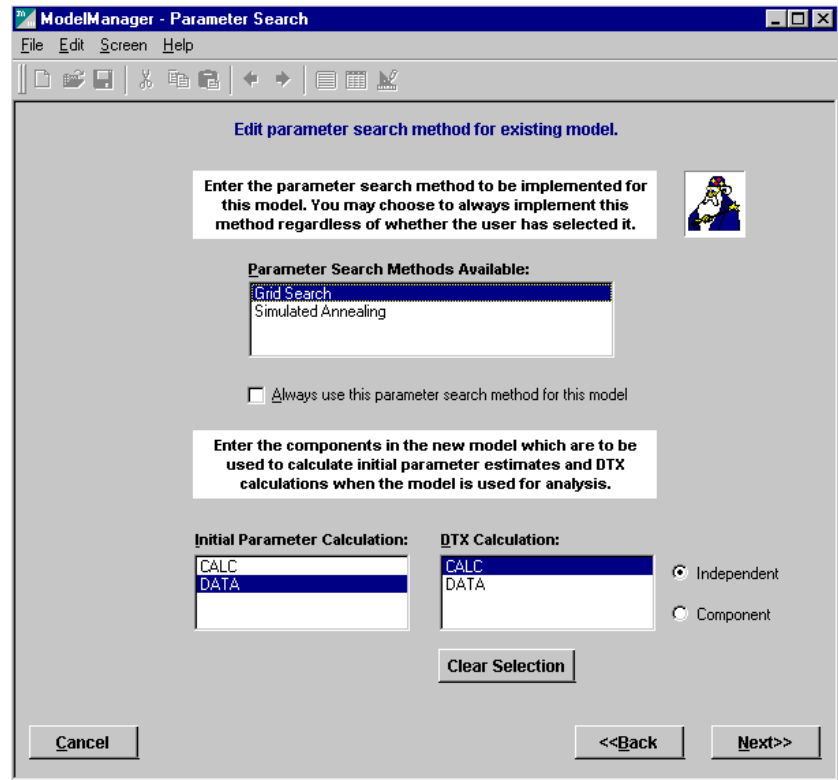 ModelManager - Parameter Search
File Edit Screen Help
Edit parameter search method for existing model.
Enter the parameter search method to be implemented for
this model. You may choose to always implement this
method regardless of whether the user has selected it.
Parameter Search Methods Available:
Grid Search
Simulated Annealing
Always use this parameter search method for this model
Enter the components in the new model which are to be
used to calculate initial parameter estimates and DTX
calculations when the model is used for analysis.
Initial Parameter Calculation: DTX Calculation:
CALC CALC
DATA DATA
Independent
Component
Clear Selection
Cancel <<Back Next>>